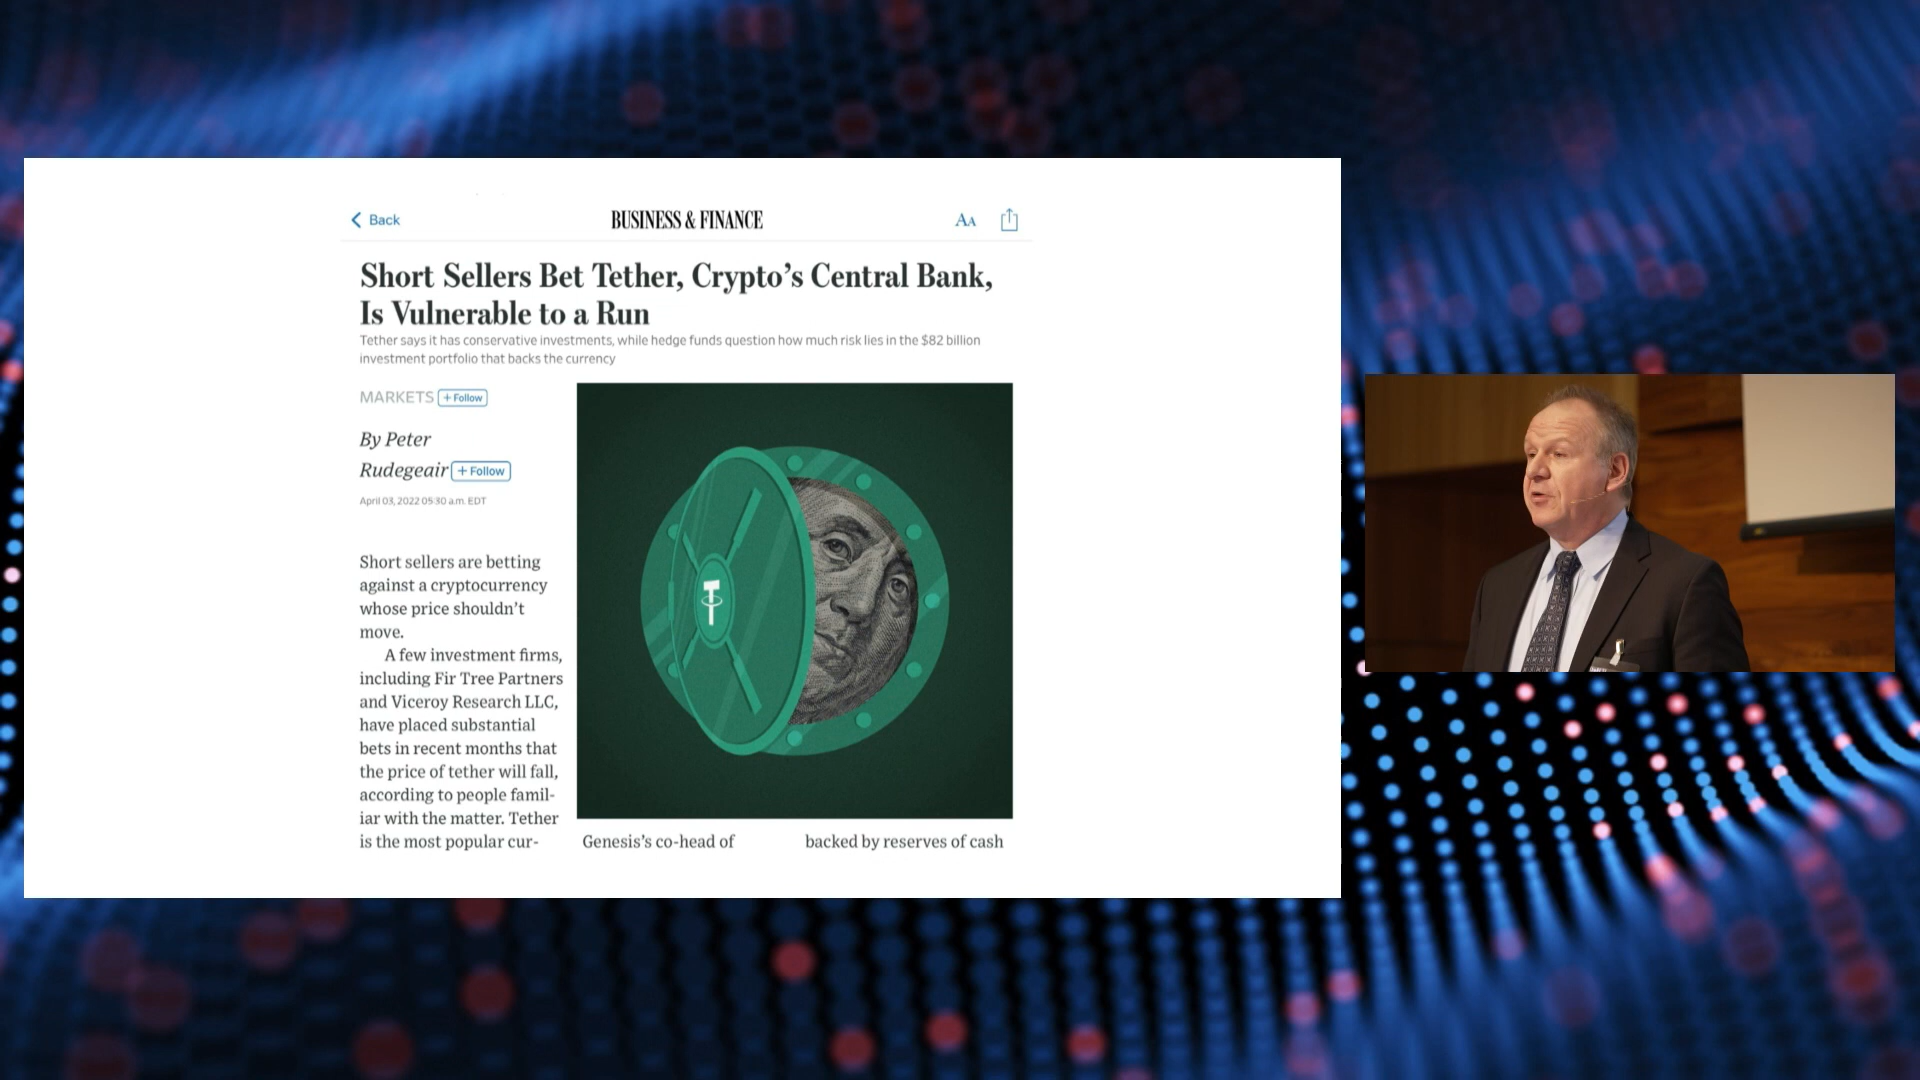 Back
BUSINESS & FINANCE
AA
Short Sellers Bet Tether, Crypto's Central Bank,
Is Vulnerable to a Run
Tether says it has conservative investments, while hedge funds question how much risk lies in the $82 billion
investment portfolio that backs the currency
MARKETS + Follow
By Peter
Rudegeair + Follow
April 03, 2022 05:30 a.m. EDT
Short sellers are betting
against a cryptocurrency
whose price shouldn't
move.
A few investment firms,
including Fir Tree Partners
and Viceroy Research LLC,
have placed substantial
bets in recent months that
the price of tether will fall,
according to people famil-
iar with the matter. Tether
is the most popular cur-
Genesis's co-head of
backed by reserves of cash